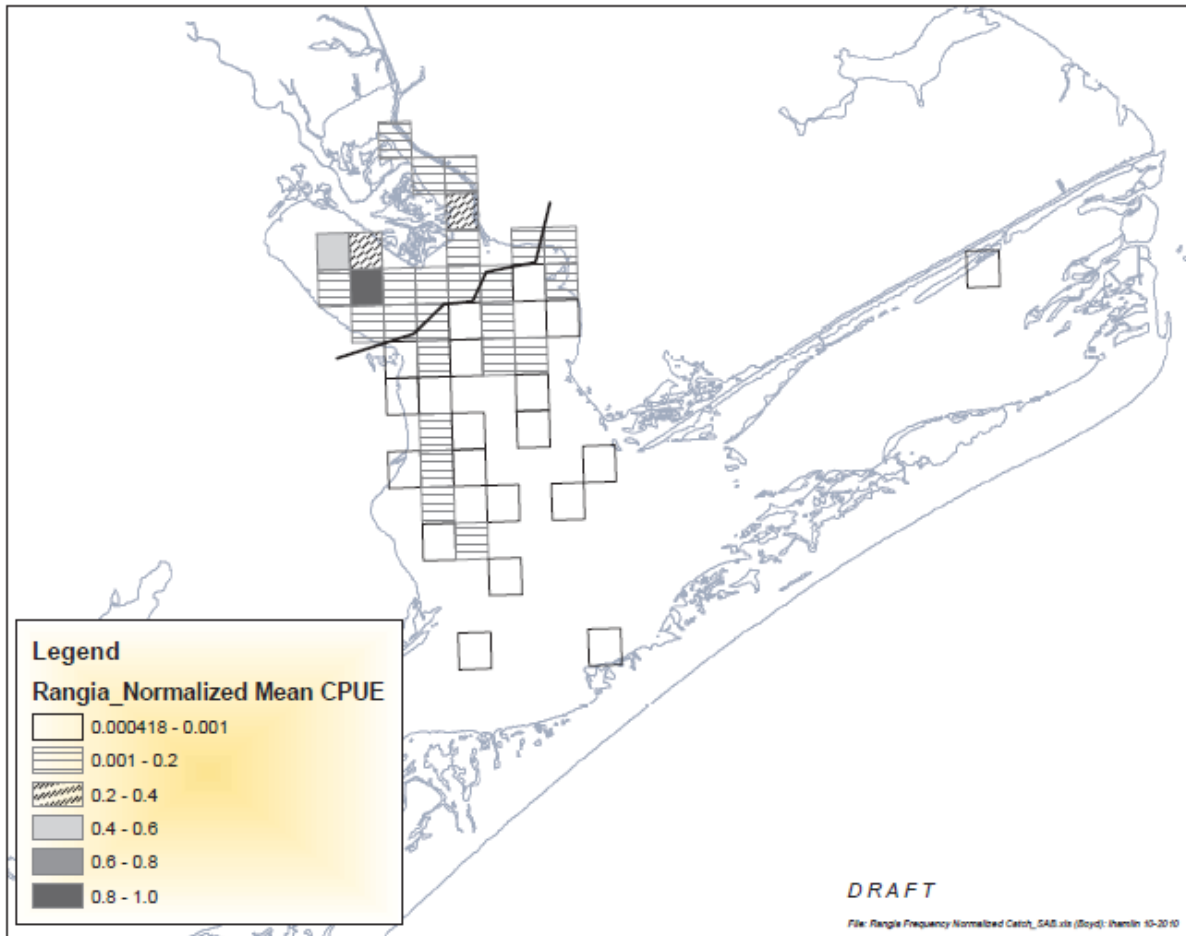 Legend
Rangia_Normalized Mean CPUE
0.000418 - 0.001
0.001 - 0.2
0.2 - 0.4
0.4 - 0.6
0.6 - 0.8
0.8 - 1.0
DRAFT
File: Rangia Frequency Normalized Catch_SAB.xls (Boyd): lhamlin 10-2010